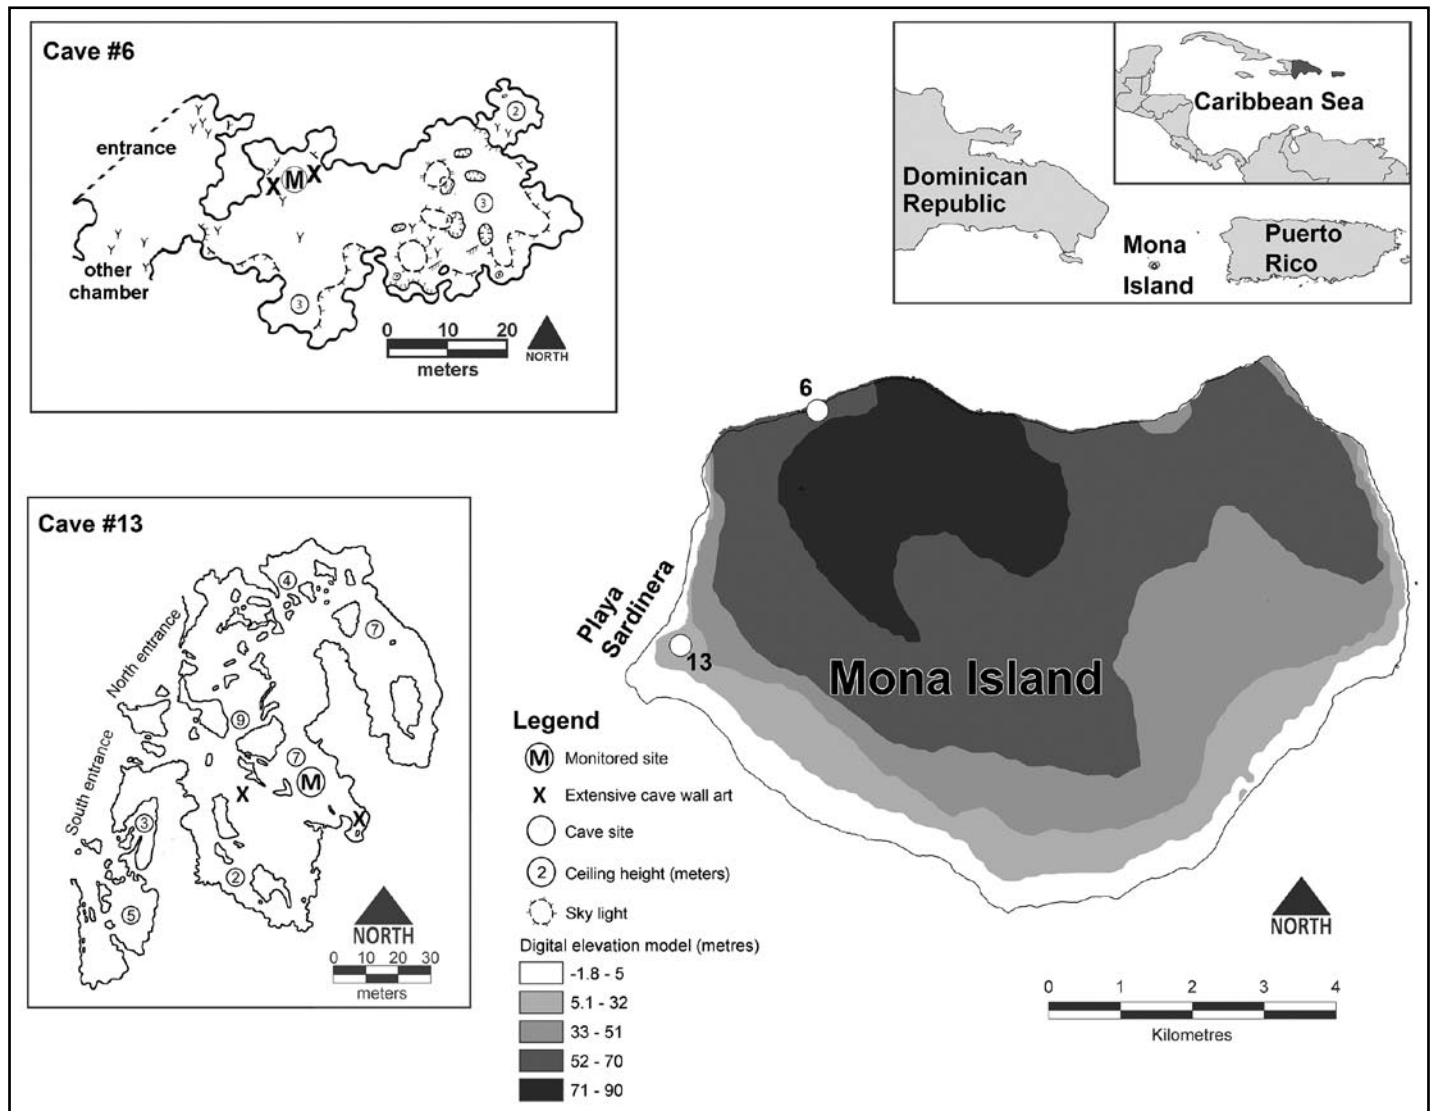 Cave #6
entrance
other
chamber
M
X
X
2
3
3
0 10 20
meters
NORTH
Caribbean Sea
Dominican
Republic
Mona
Island
Puerto
Rico
Cave #13
North entrance
South entrance
4
7
9
7
M
X
X
3
2
5
NORTH
0 10 20 30
meters
6
13
Playa
Sardinera
Mona Island
Legend
M Monitored site
X Extensive cave wall art
Cave site
2 Ceiling height (meters)
Sky light
Digital elevation model (metres)
-1.8 - 5
5.1 - 32
33 - 51
52 - 70
71 - 90
NORTH
0 1 2 3 4
Kilometres